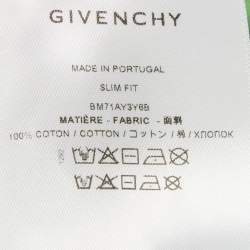 GIVENCHY
MADE IN PORTUGAL
SLIM FIT
BM71AY3Y6B
MATIÈRE - FABRIC - 面料
100% COTON / COTTON / コットン / 棉 / ХЛОПОК